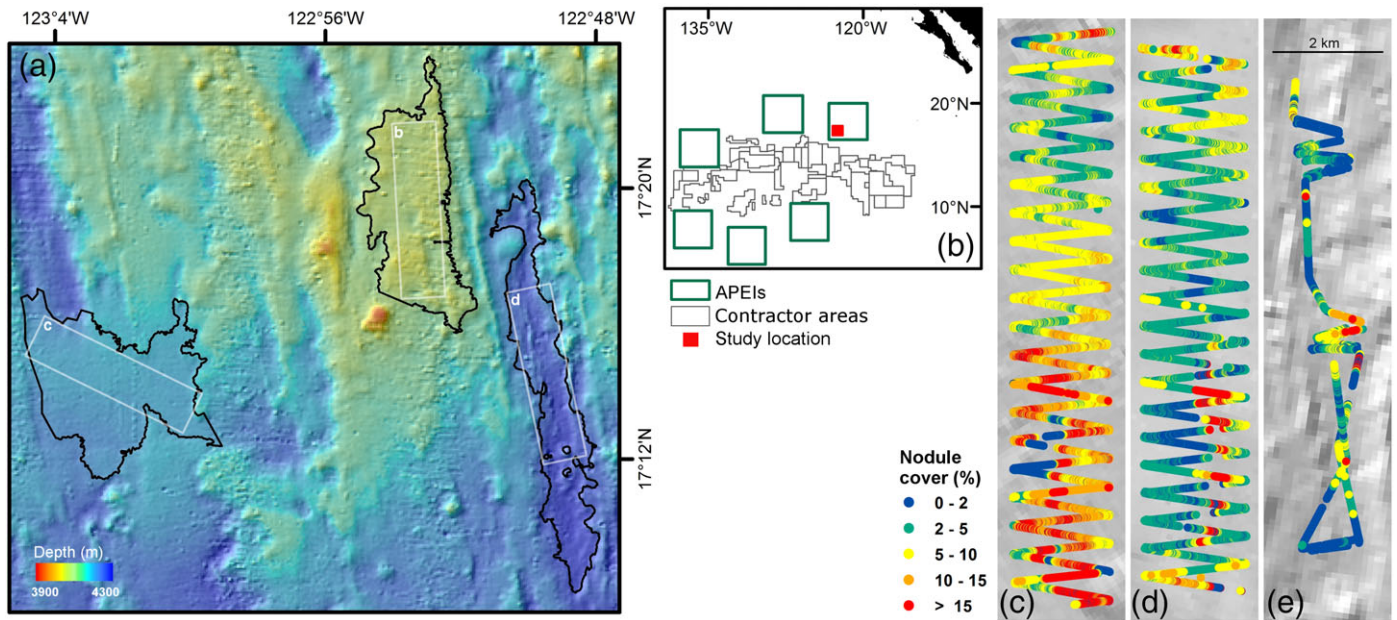 123°4'W
122°56'W
122°48'W
(a)
b
c
d
17°20'N
17°12'N
Depth (m)
3900
4300
135°W
120°W
20°N
10°N
(b)
APEIs
Contractor areas
Study location
Nodule
cover (%)
0 - 2
2 - 5
5 - 10
10 - 15
> 15
(c)
(d)
2 km
(e)